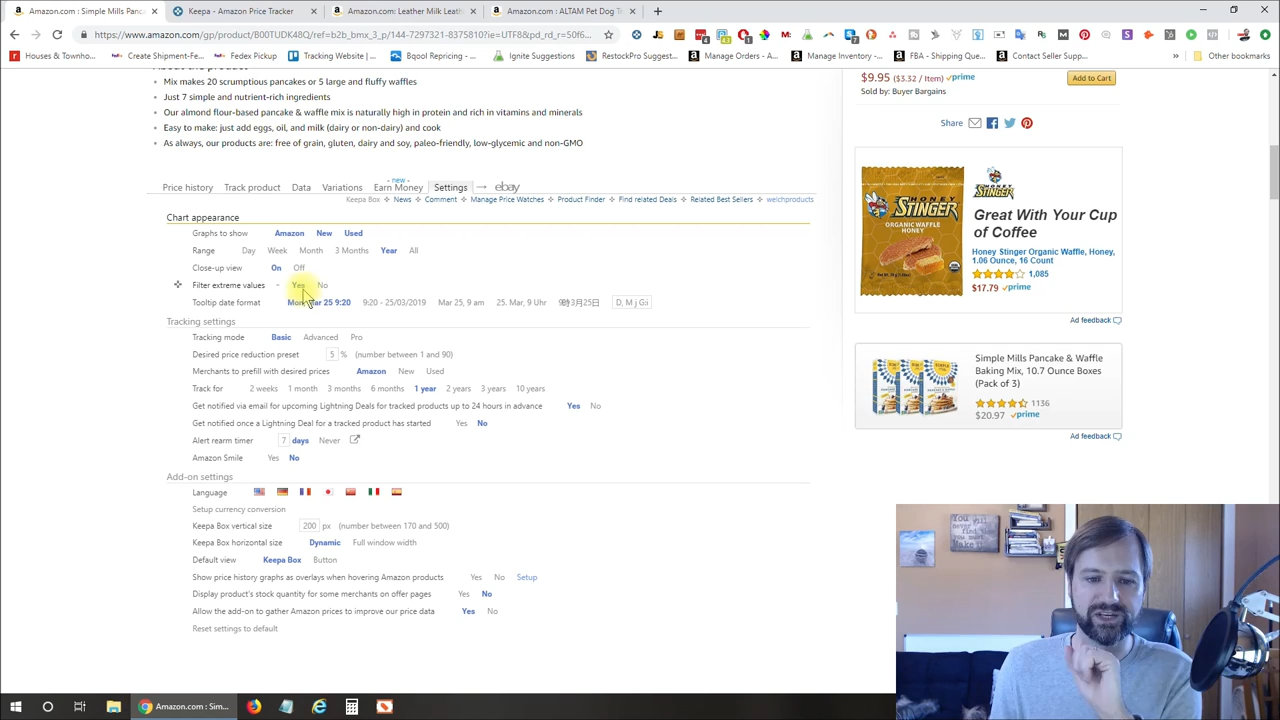 Amazon.com : Simple Mills Pan
Keepa - Amazon Price Tracker
Amazon.com: Leather Milk Leath
Amazon.com : ALTAM Pet Dog T
https://www.amazon.com/gp/product/B00TUDK48Q/ref=b2b_bmx_3_p/144-7297321-8375810?ie=UTF8&pd_rd_r=50f6...
Houses & Townho...
Create Shipment-Fe...
Fedex Pickup
Tracking Website |...
Bqool Repricing -...
Ignite Suggestions
RestockPro Suggest...
Manage Orders - A...
Manage Inventory -...
FBA - Shipping Que...
Contact Seller Supp...
» Other bookmarks
• Mix makes 20 scrumptious pancakes or 5 large and fluffy waffles
• Just 7 simple and nutrient-rich ingredients
• Our almond flour-based pancake & waffle mix is naturally high in protein and rich in vitamins and minerals
• Easy to make: just add eggs, oil, and milk (dairy or non-dairy) and cook
• As always, our products are: free of grain, gluten, dairy and soy, paleo-friendly, low-glycemic and non-GMO
- new -
Price history Track product Data Variations Earn Money Settings → ebay
Keepa Box News Comment Manage Price Watches Product Finder Find related Deals Related Best Sellers weichproducts
Chart appearance
Graphs to show Amazon New Used
Range Day Week Month 3 Months Year All
Close-up view On Off
Filter extreme values - Yes No
Tooltip date format Mon, Mar 25 9:20 9:20 - 25/03/2019 Mar 25, 9 am 25. Mar, 9 Uhr D, M j G:i
Tracking settings
Tracking mode Basic Advanced Pro
Desired price reduction preset 5 % (number between 1 and 90)
Merchants to prefill with desired prices Amazon New Used
Track for 2 weeks 1 month 3 months 6 months 1 year 2 years 3 years 10 years
Get notified via email for upcoming Lightning Deals for tracked products up to 24 hours in advance Yes No
Get notified once a Lightning Deal for a tracked product has started Yes No
Alert rearm timer 7 days Never
Amazon Smile Yes No
Add-on settings
Language
Setup currency conversion
Keepa Box vertical size 200 px (number between 170 and 500)
Keepa Box horizontal size Dynamic Full window width
Default view Keepa Box Button
Show price history graphs as overlays when hovering Amazon products Yes No Setup
Display product's stock quantity for some merchants on offer pages Yes No
Allow the add-on to gather Amazon prices to improve our price data Yes No
Reset settings to default
$9.95 ($3.32 / Item) prime
Add to Cart
Sold by: Buyer Bargains
Share
HONEY STINGER
ORGANIC WAFFLE
HONEY
Great With Your Cup
of Coffee
Honey Stinger Organic Waffle, Honey,
1.06 Ounce, 16 Count
1,085
$17.79 prime
Ad feedback
Simple Mills Pancake & Waffle
Baking Mix, 10.7 Ounce Boxes
(Pack of 3)
1136
$20.97 prime
Ad feedback
Amazon.com : Sim...